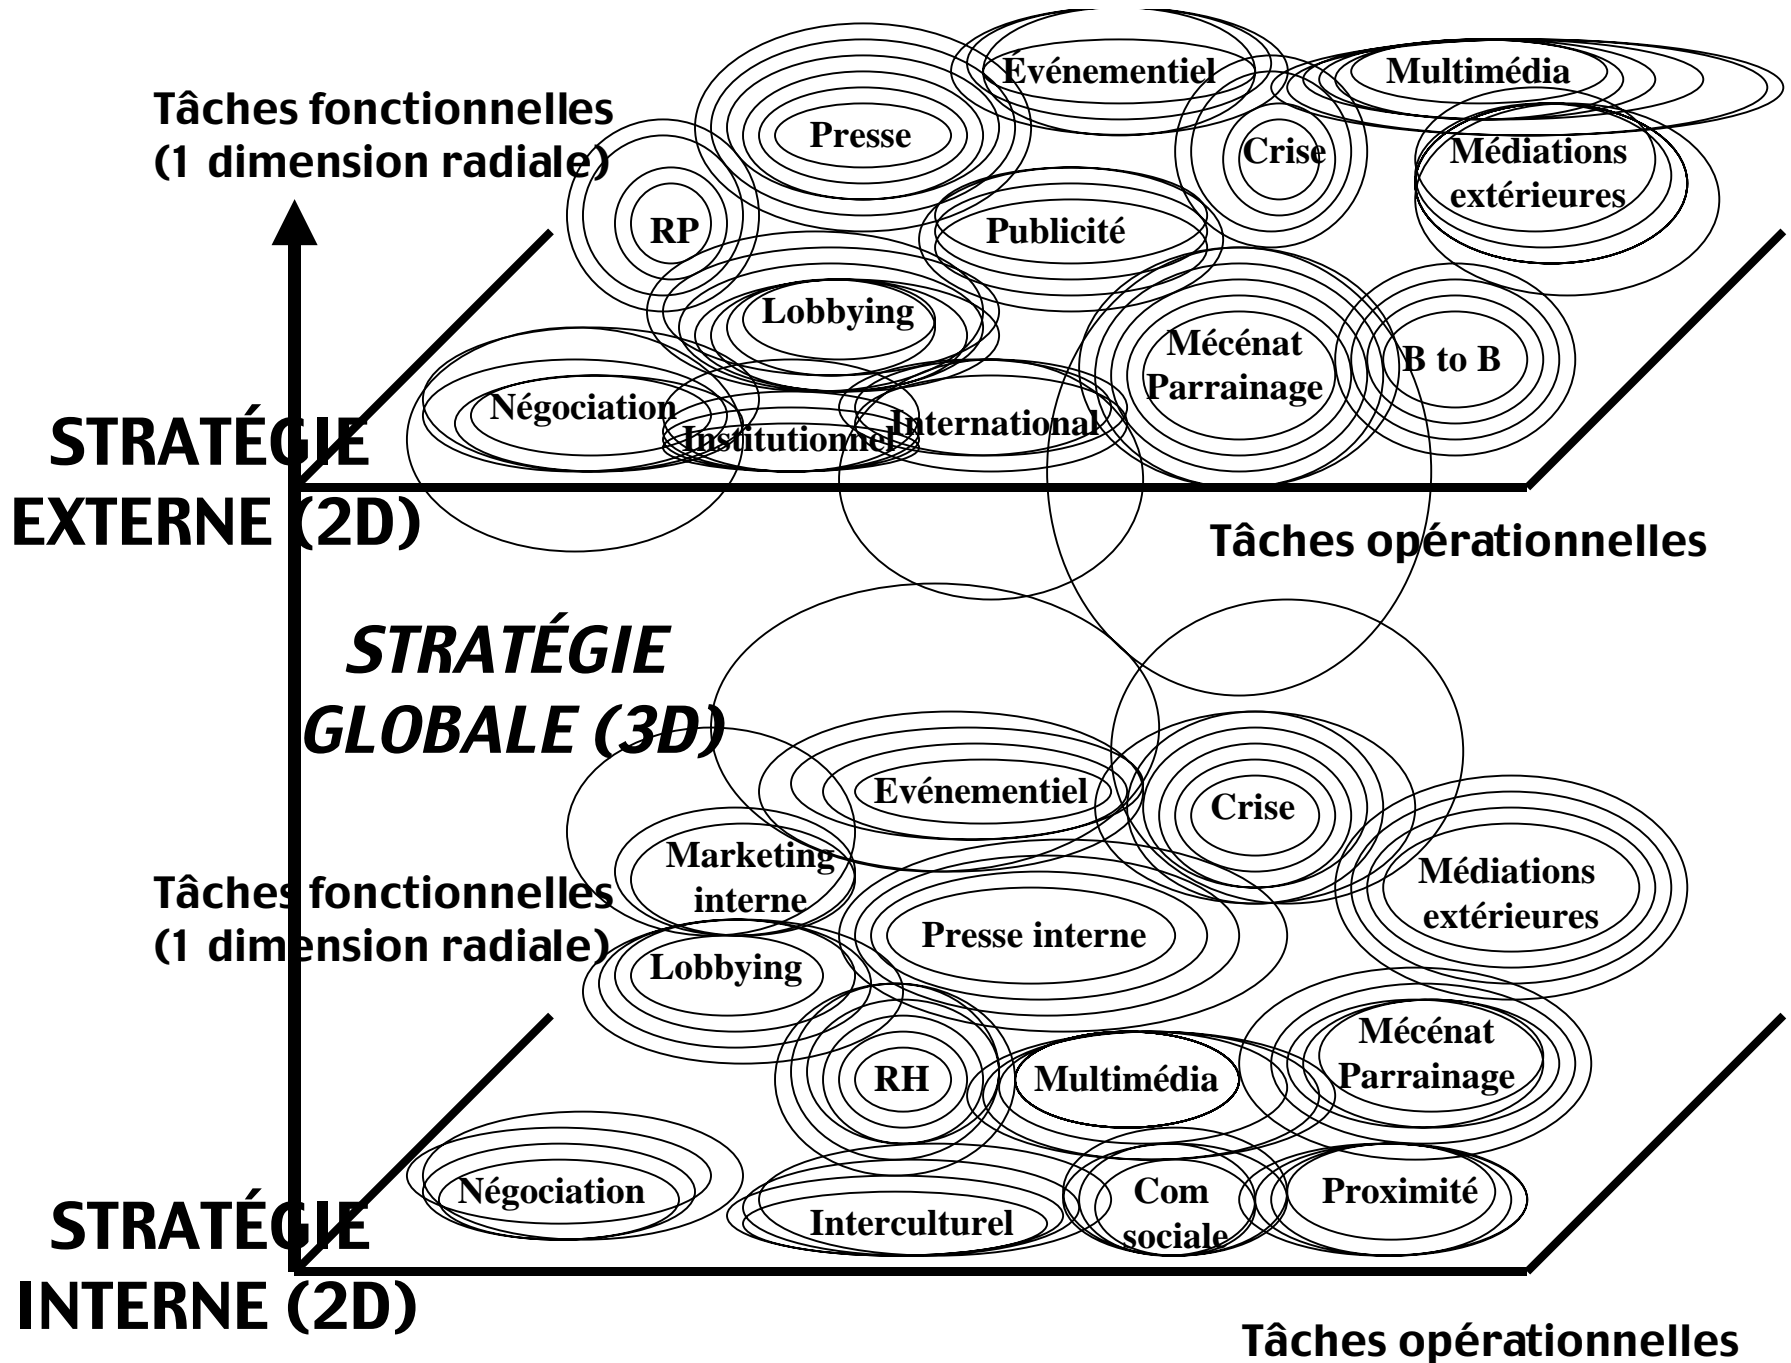 Événementiel
Multimédia
Tâches fonctionnelles
(1 dimension radiale)
Presse
Crise
Médiations
extérieures
RP
Publicité
Lobbying
Mécénat
Parrainage
B to B
Négociation
Institutionnel
International
STRATÉGIE
EXTERNE (2D)
Tâches opérationnelles
STRATÉGIE
GLOBALE (3D)
Evénementiel
Crise
Marketing
interne
Médiations
extérieures
Tâches fonctionnelles
(1 dimension radiale)
Presse interne
Lobbying
Mécénat
Parrainage
RH
Multimédia
Négociation
Interculturel
Com
sociale
Proximité
STRATÉGIE
INTERNE (2D)
Tâches opérationnelles